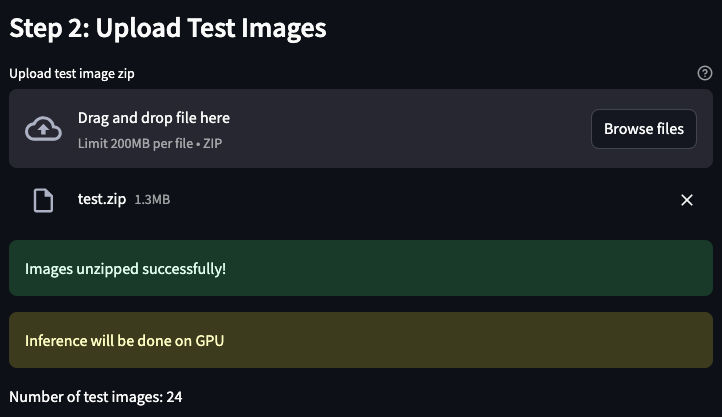 Step 2: Upload Test Images
Upload test image zip
Drag and drop file here
Limit 200MB per file • ZIP
Browse files
test.zip 1.3MB
Images unzipped successfully!
Inference will be done on GPU
Number of test images: 24